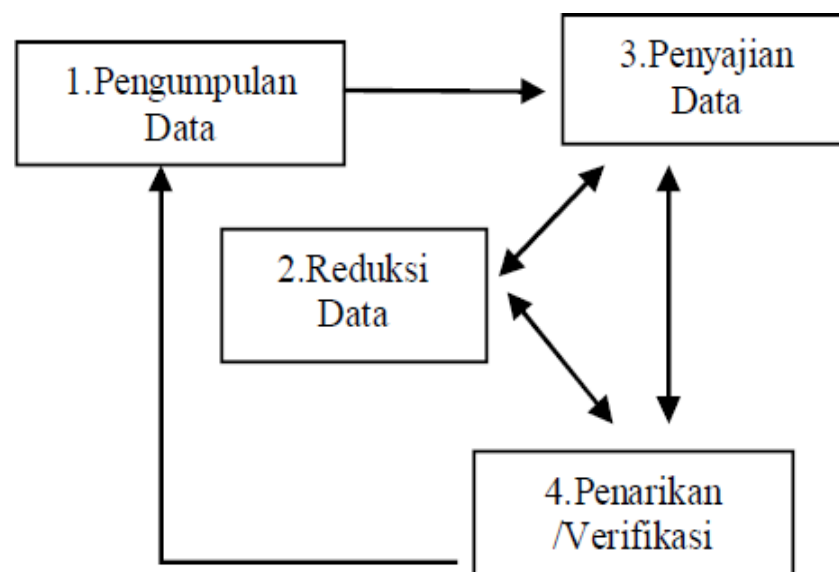 1.Pengumpulan
Data
3.Penyajian
Data
2.Reduksi
Data
4.Penarikan
/Verifikasi